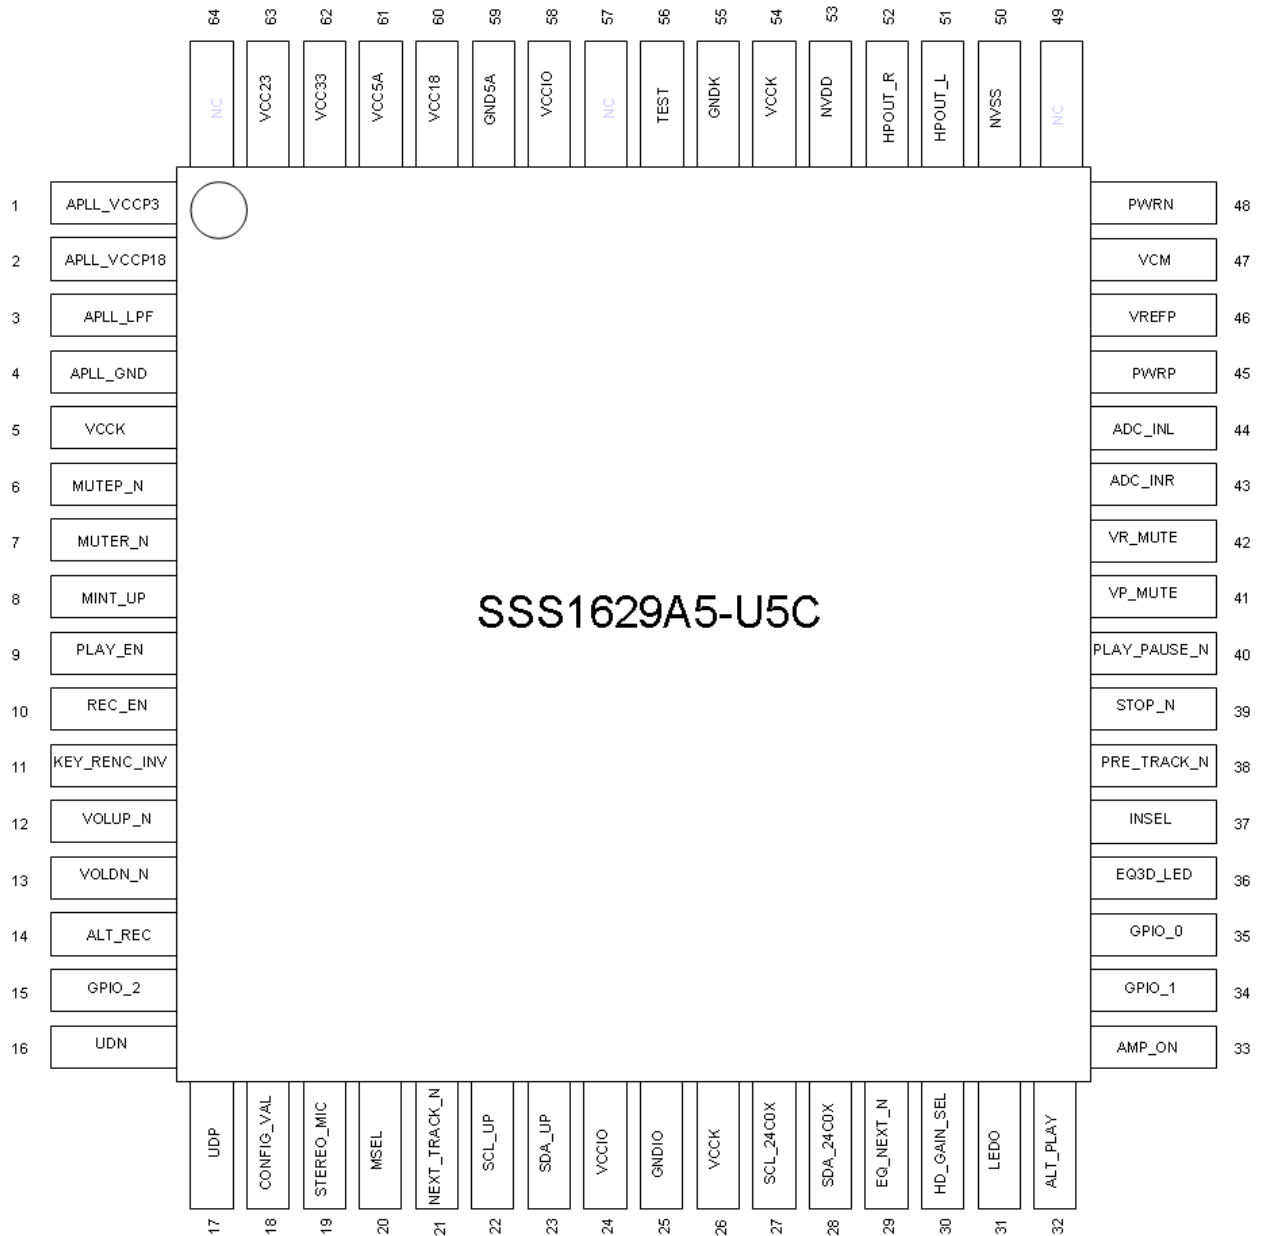 64 63 62 61 60 59 58 57 56 55 54 53 52 51 50 49
NC VCC23 VCC33 VCC5A VCC18 GND5A VCCIO NC TEST GNDK VCCK NVDD HPOUT_R HPOUT_L NVSS NC
1 APLL_VCCP3
2 APLL_VCCP18
3 APLL_LPF
4 APLL_GND
5 VCCK
6 MUTEP_N
7 MUTER_N
8 MINT_UP
9 PLAY_EN
10 REC_EN
11 KEY_RENC_INV
12 VOLUP_N
13 VOLDN_N
14 ALT_REC
15 GPIO_2
16 UDN
SSS1629A5-U5C
PWRN 48
VCM 47
VREFP 46
PWRP 45
ADC_INL 44
ADC_INR 43
VR_MUTE 42
VP_MUTE 41
PLAY_PAUSE_N 40
STOP_N 39
PRE_TRACK_N 38
INSEL 37
EQ3D_LED 36
GPIO_0 35
GPIO_1 34
AMP_ON 33
UDP CONFIG_VAL STEREO_MIC MSEL NEXT_TRACK_N SCL_UP SDA_UP VCCIO GNDIO VCCK SCL_24C0X SDA_24C0X EQ_NEXT_N HD_GAIN_SEL LEDO ALT_PLAY
17 18 19 20 21 22 23 24 25 26 27 28 29 30 31 32